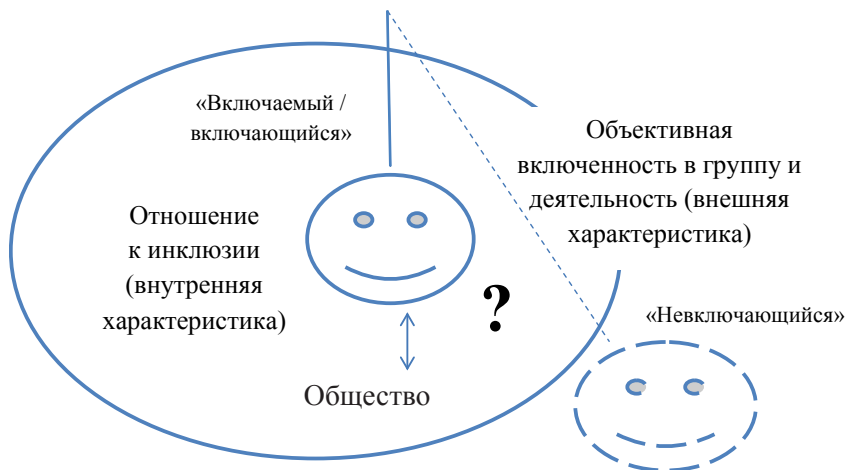 «Включаемый /
включающийся»
Объективная
включенность в группу и
деятельность (внешняя
характеристика)
Отношение
к инклюзии
(внутренняя
характеристика)
?
«Невключающийся»
Общество